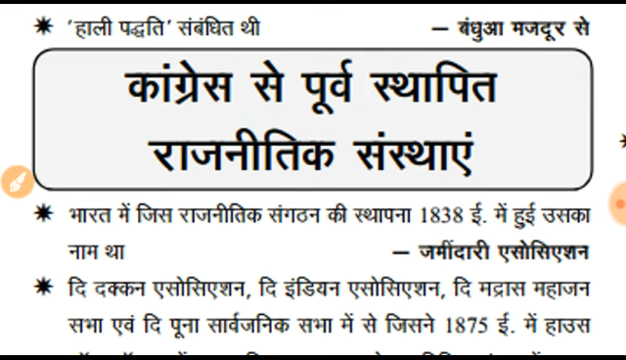 ✷ 'हाली पद्धति' संबंधित थी — बंधुआ मजदूर से
कांग्रेस से पूर्व स्थापित
राजनीतिक संस्थाएं
✷ भारत में जिस राजनीतिक संगठन की स्थापना 1838 ई. में हुई उसका
नाम था — जमींदारी एसोसिएशन
✷ दि दक्कन एसोसिएशन, दि इंडियन एसोसिएशन, दि मद्रास महाजन
सभा एवं दि पूना सार्वजनिक सभा में से जिसने 1875 ई. में हाउस